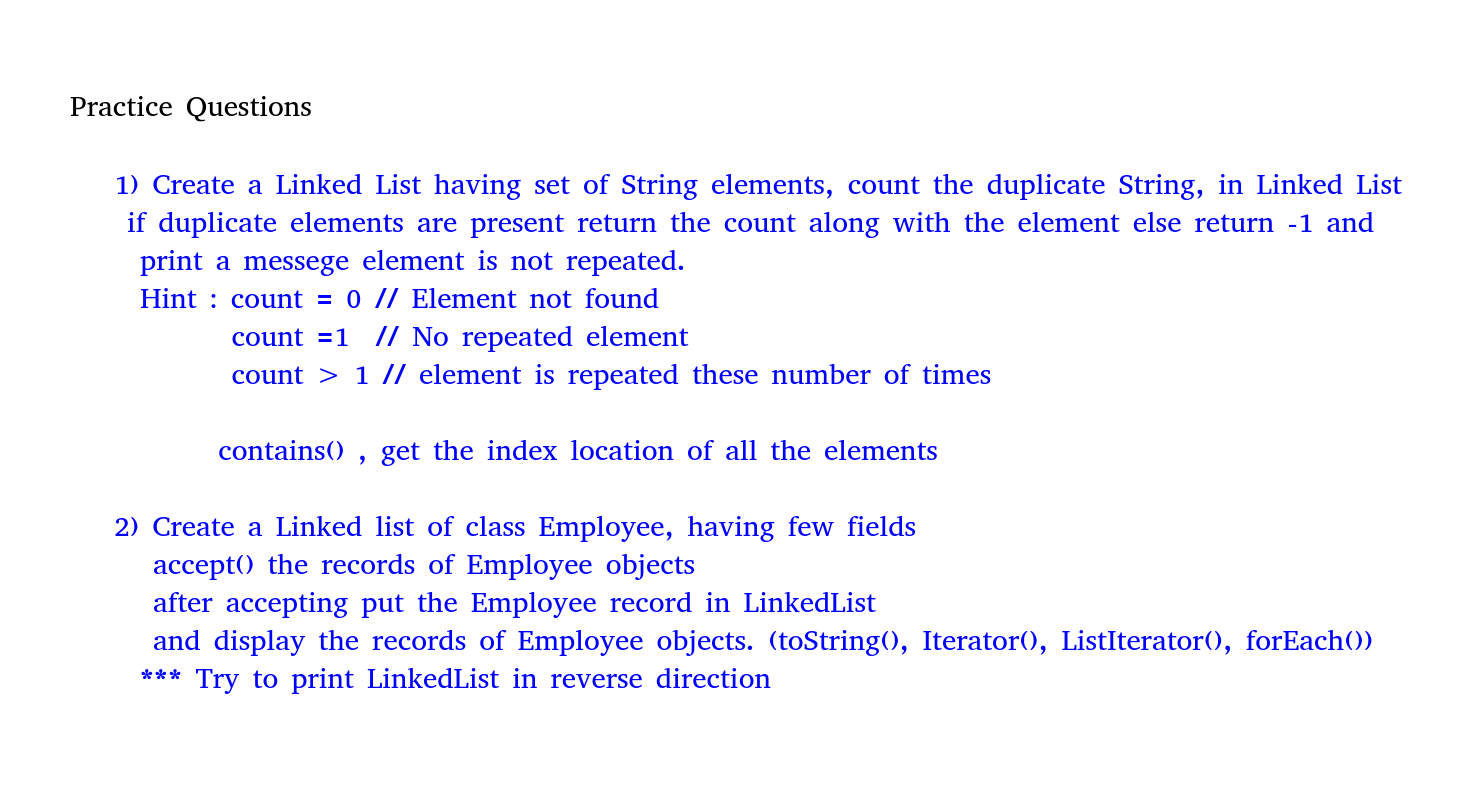 Practice Questions
1) Create a Linked List having set of String elements, count the duplicate String, in Linked List
if duplicate elements are present return the count along with the element else return -1 and
print a messege element is not repeated.
Hint : count = 0 // Element not found
count =1 // No repeated element
count > 1 // element is repeated these number of times
contains() , get the index location of all the elements
2) Create a Linked list of class Employee, having few fields
accept() the records of Employee objects
after accepting put the Employee record in LinkedList
and display the records of Employee objects. (toString(), Iterator(), ListIterator(), forEach())
*** Try to print LinkedList in reverse direction